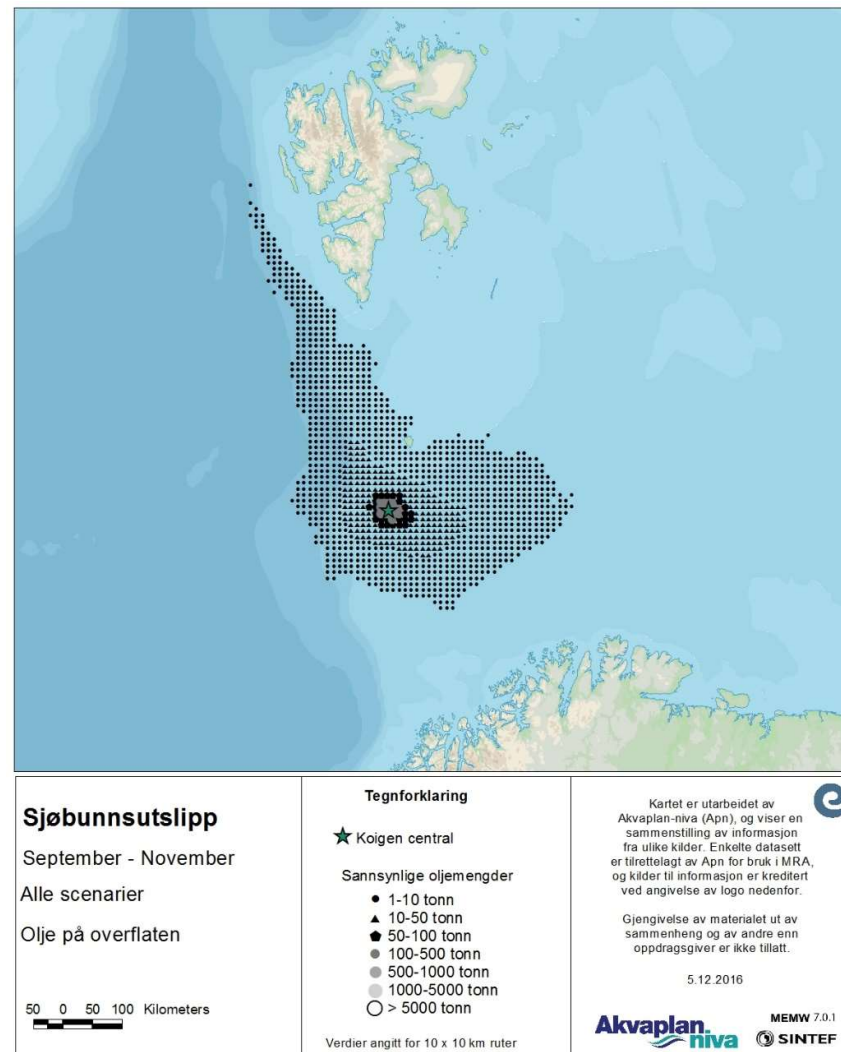 Sjøbunnsutslipp
September - November
Alle scenarier
Olje på overflaten
50 0 50 100 Kilometers
Tegnforklaring
Koigen central
Sannsynlige oljemengder
1-10 tonn
10-50 tonn
50-100 tonn
100-500 tonn
500-1000 tonn
1000-5000 tonn
> 5000 tonn
Verdier angitt for 10 x 10 km ruter
Kartet er utarbeidet av
Akvaplan-niva (Apn), og viser en
sammenstilling av informasjon
fra ulike kilder. Enkelte datasett
er tilrettelagt av Apn for bruk i MRA,
og kilder til informasjon er kreditert
ved angivelse av logo nedenfor.
Gjengivelse av materialet ut av
sammenheng og av andre enn
oppdragsgiver er ikke tillatt.
5.12.2016
Akvaplan
niva
MEMW 7.0.1
SINTEF